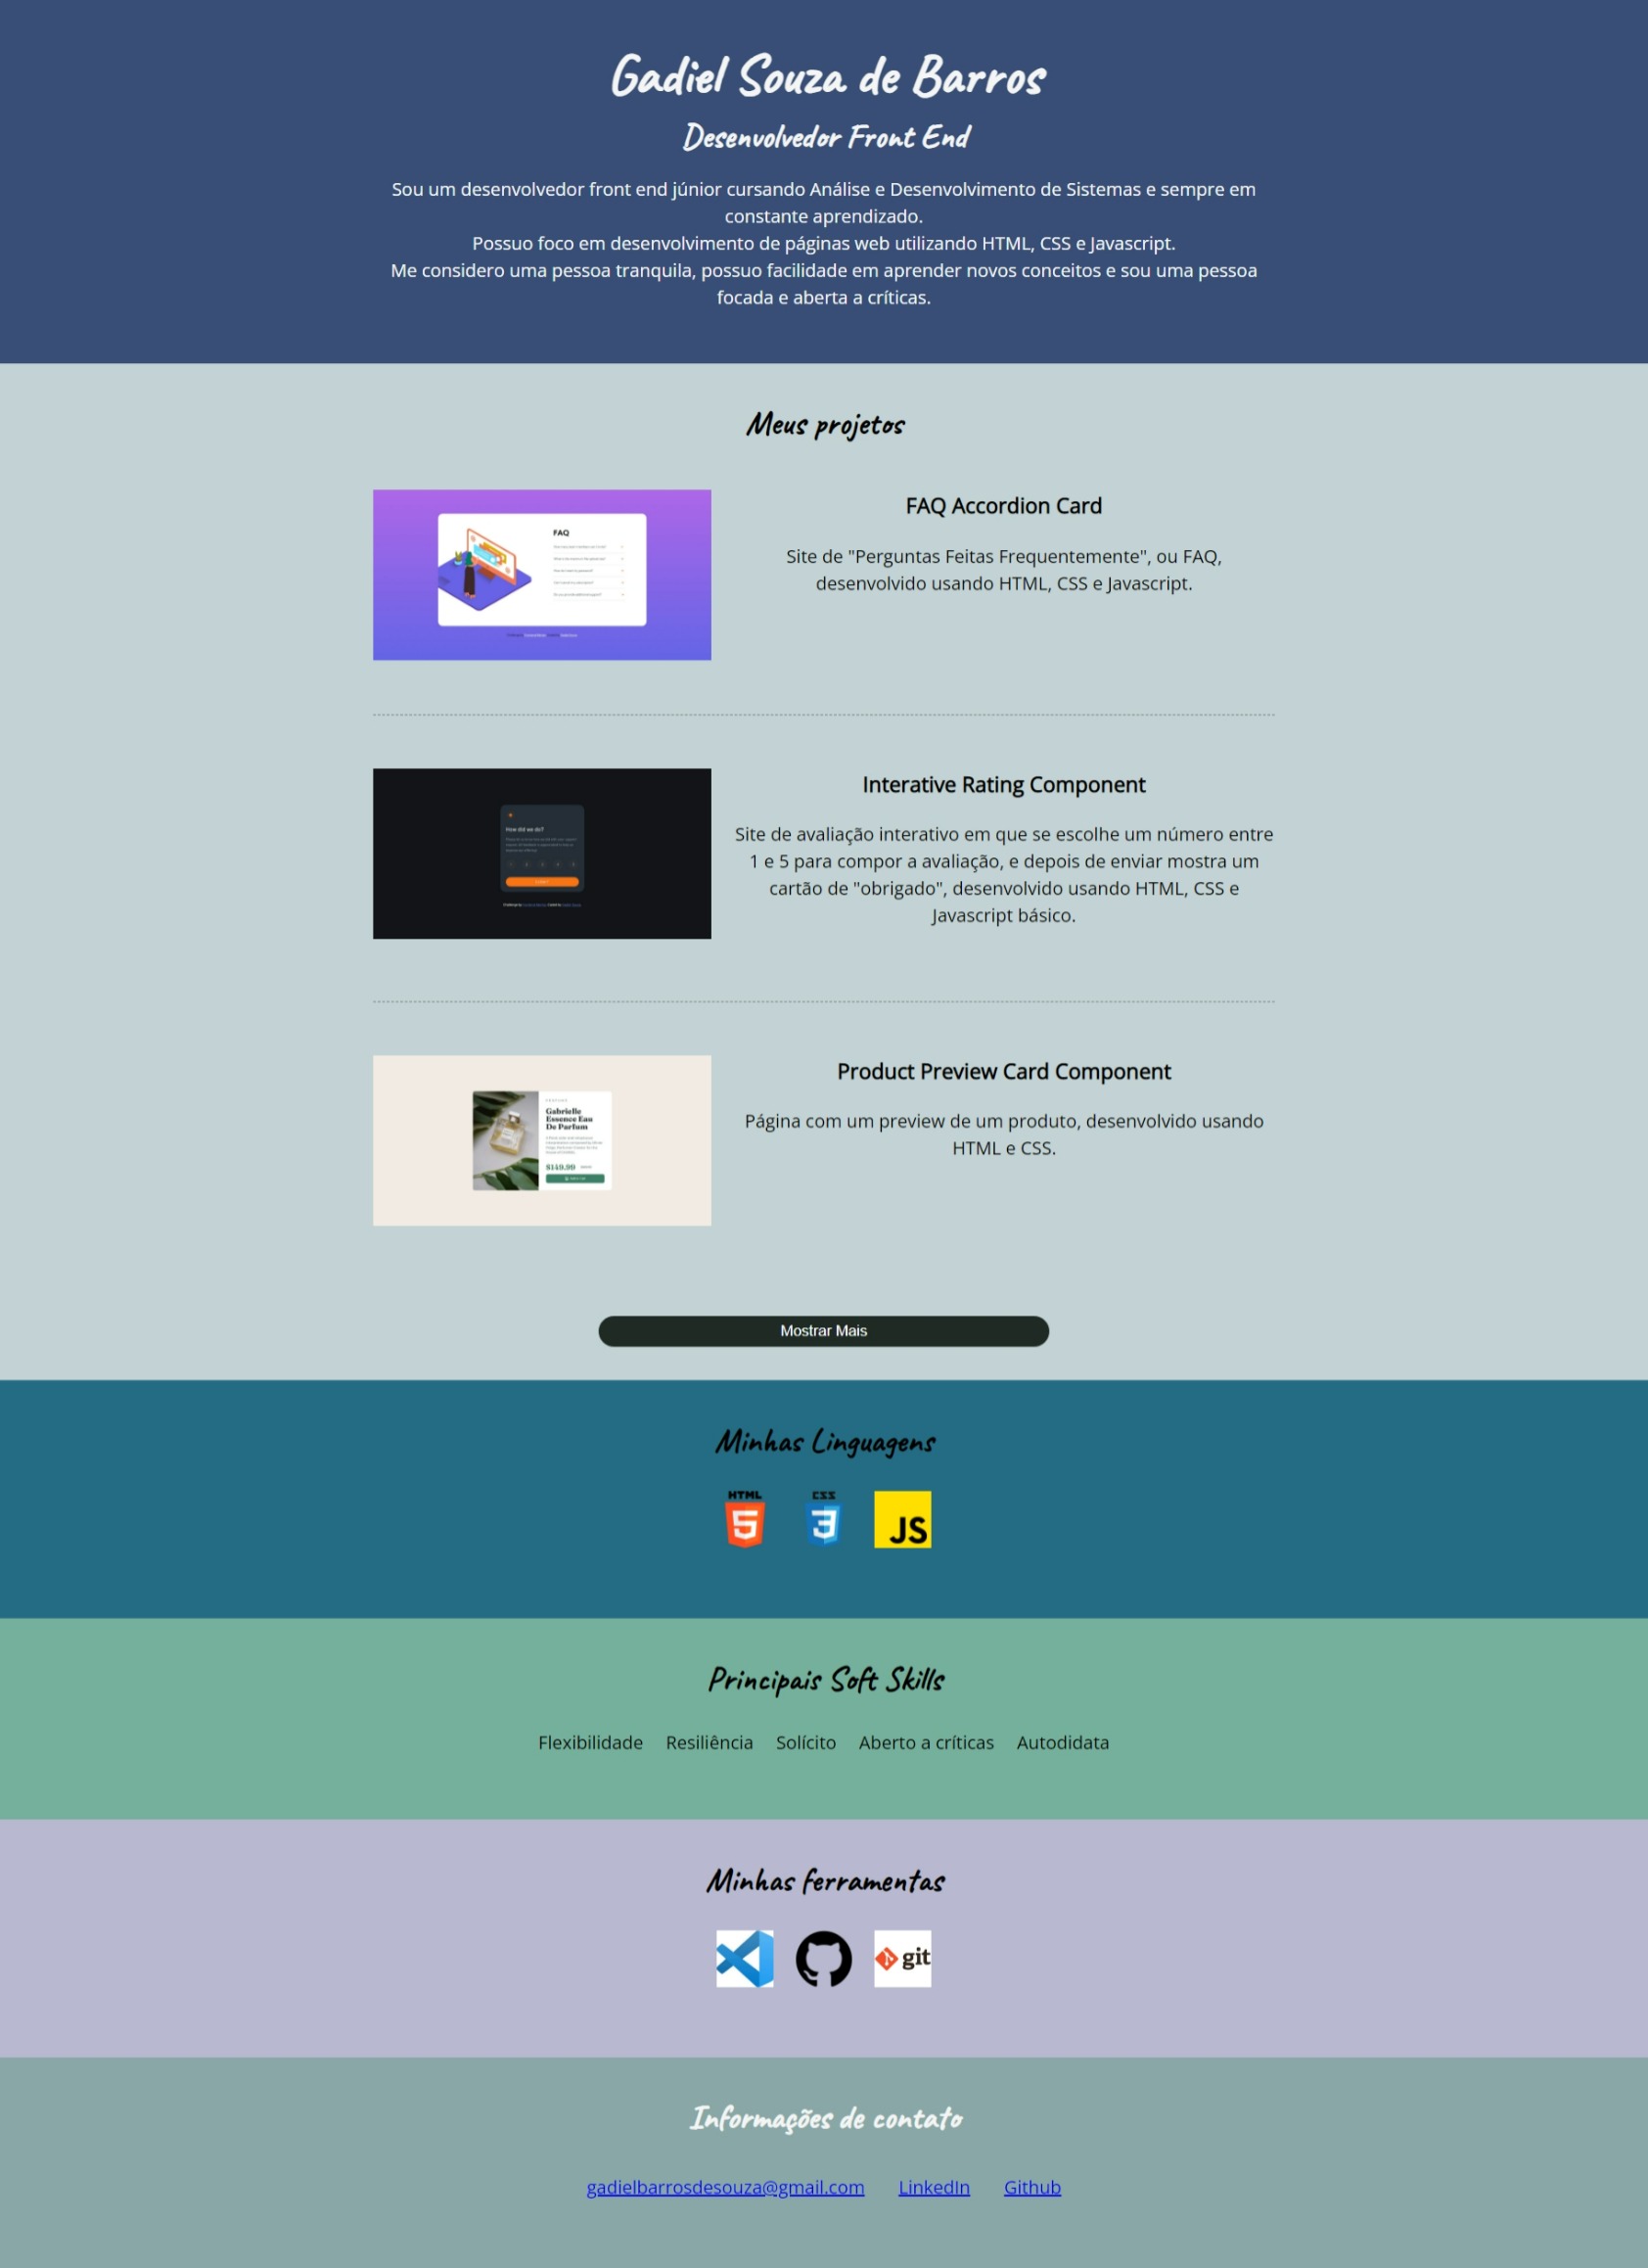 Gadiel Souza de Barros
Desenvolvedor Front End
Sou um desenvolvedor front end júnior cursando Análise e Desenvolvimento de Sistemas e sempre em
constante aprendizado.
Possuo foco em desenvolvimento de páginas web utilizando HTML, CSS e Javascript.
Me considero uma pessoa tranquila, possuo facilidade em aprender novos conceitos e sou uma pessoa
focada e aberta a críticas.
Meus projetos
FAQ
FAQ Accordion Card
Site de "Perguntas Feitas Frequentemente", ou FAQ,
desenvolvido usando HTML, CSS e Javascript.
How did we do?
Interative Rating Component
Site de avaliação interativo em que se escolhe um número entre
1 e 5 para compor a avaliação, e depois de enviar mostra um
cartão de "obrigado", desenvolvido usando HTML, CSS e
Javascript básico.
Gabrielle
Essence Eau
De Parfum
$149.99
Product Preview Card Component
Página com um preview de um produto, desenvolvido usando
HTML e CSS.
Mostrar Mais
Minhas Linguagens
HTML
5
CSS
3
JS
Principais Soft Skills
Flexibilidade Resiliência Solícito Aberto a críticas Autodidata
Minhas ferramentas
git
Informações de contato
gadielbarrosdesouza@gmail.com LinkedIn Github